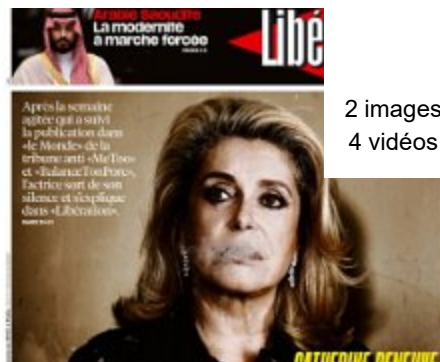 Arabie Saoudite
La modernité
à marche forcée
Libé
2 images
4 vidéos
Après la semaine
agitée qui a suivi
la publication dans
«le Monde» de la
tribune anti «MeToo»
et «BalanceTonPorc»,
l'actrice sort de son
silence et s'explique
dans «Libération».
CATHERINE DENEUVE